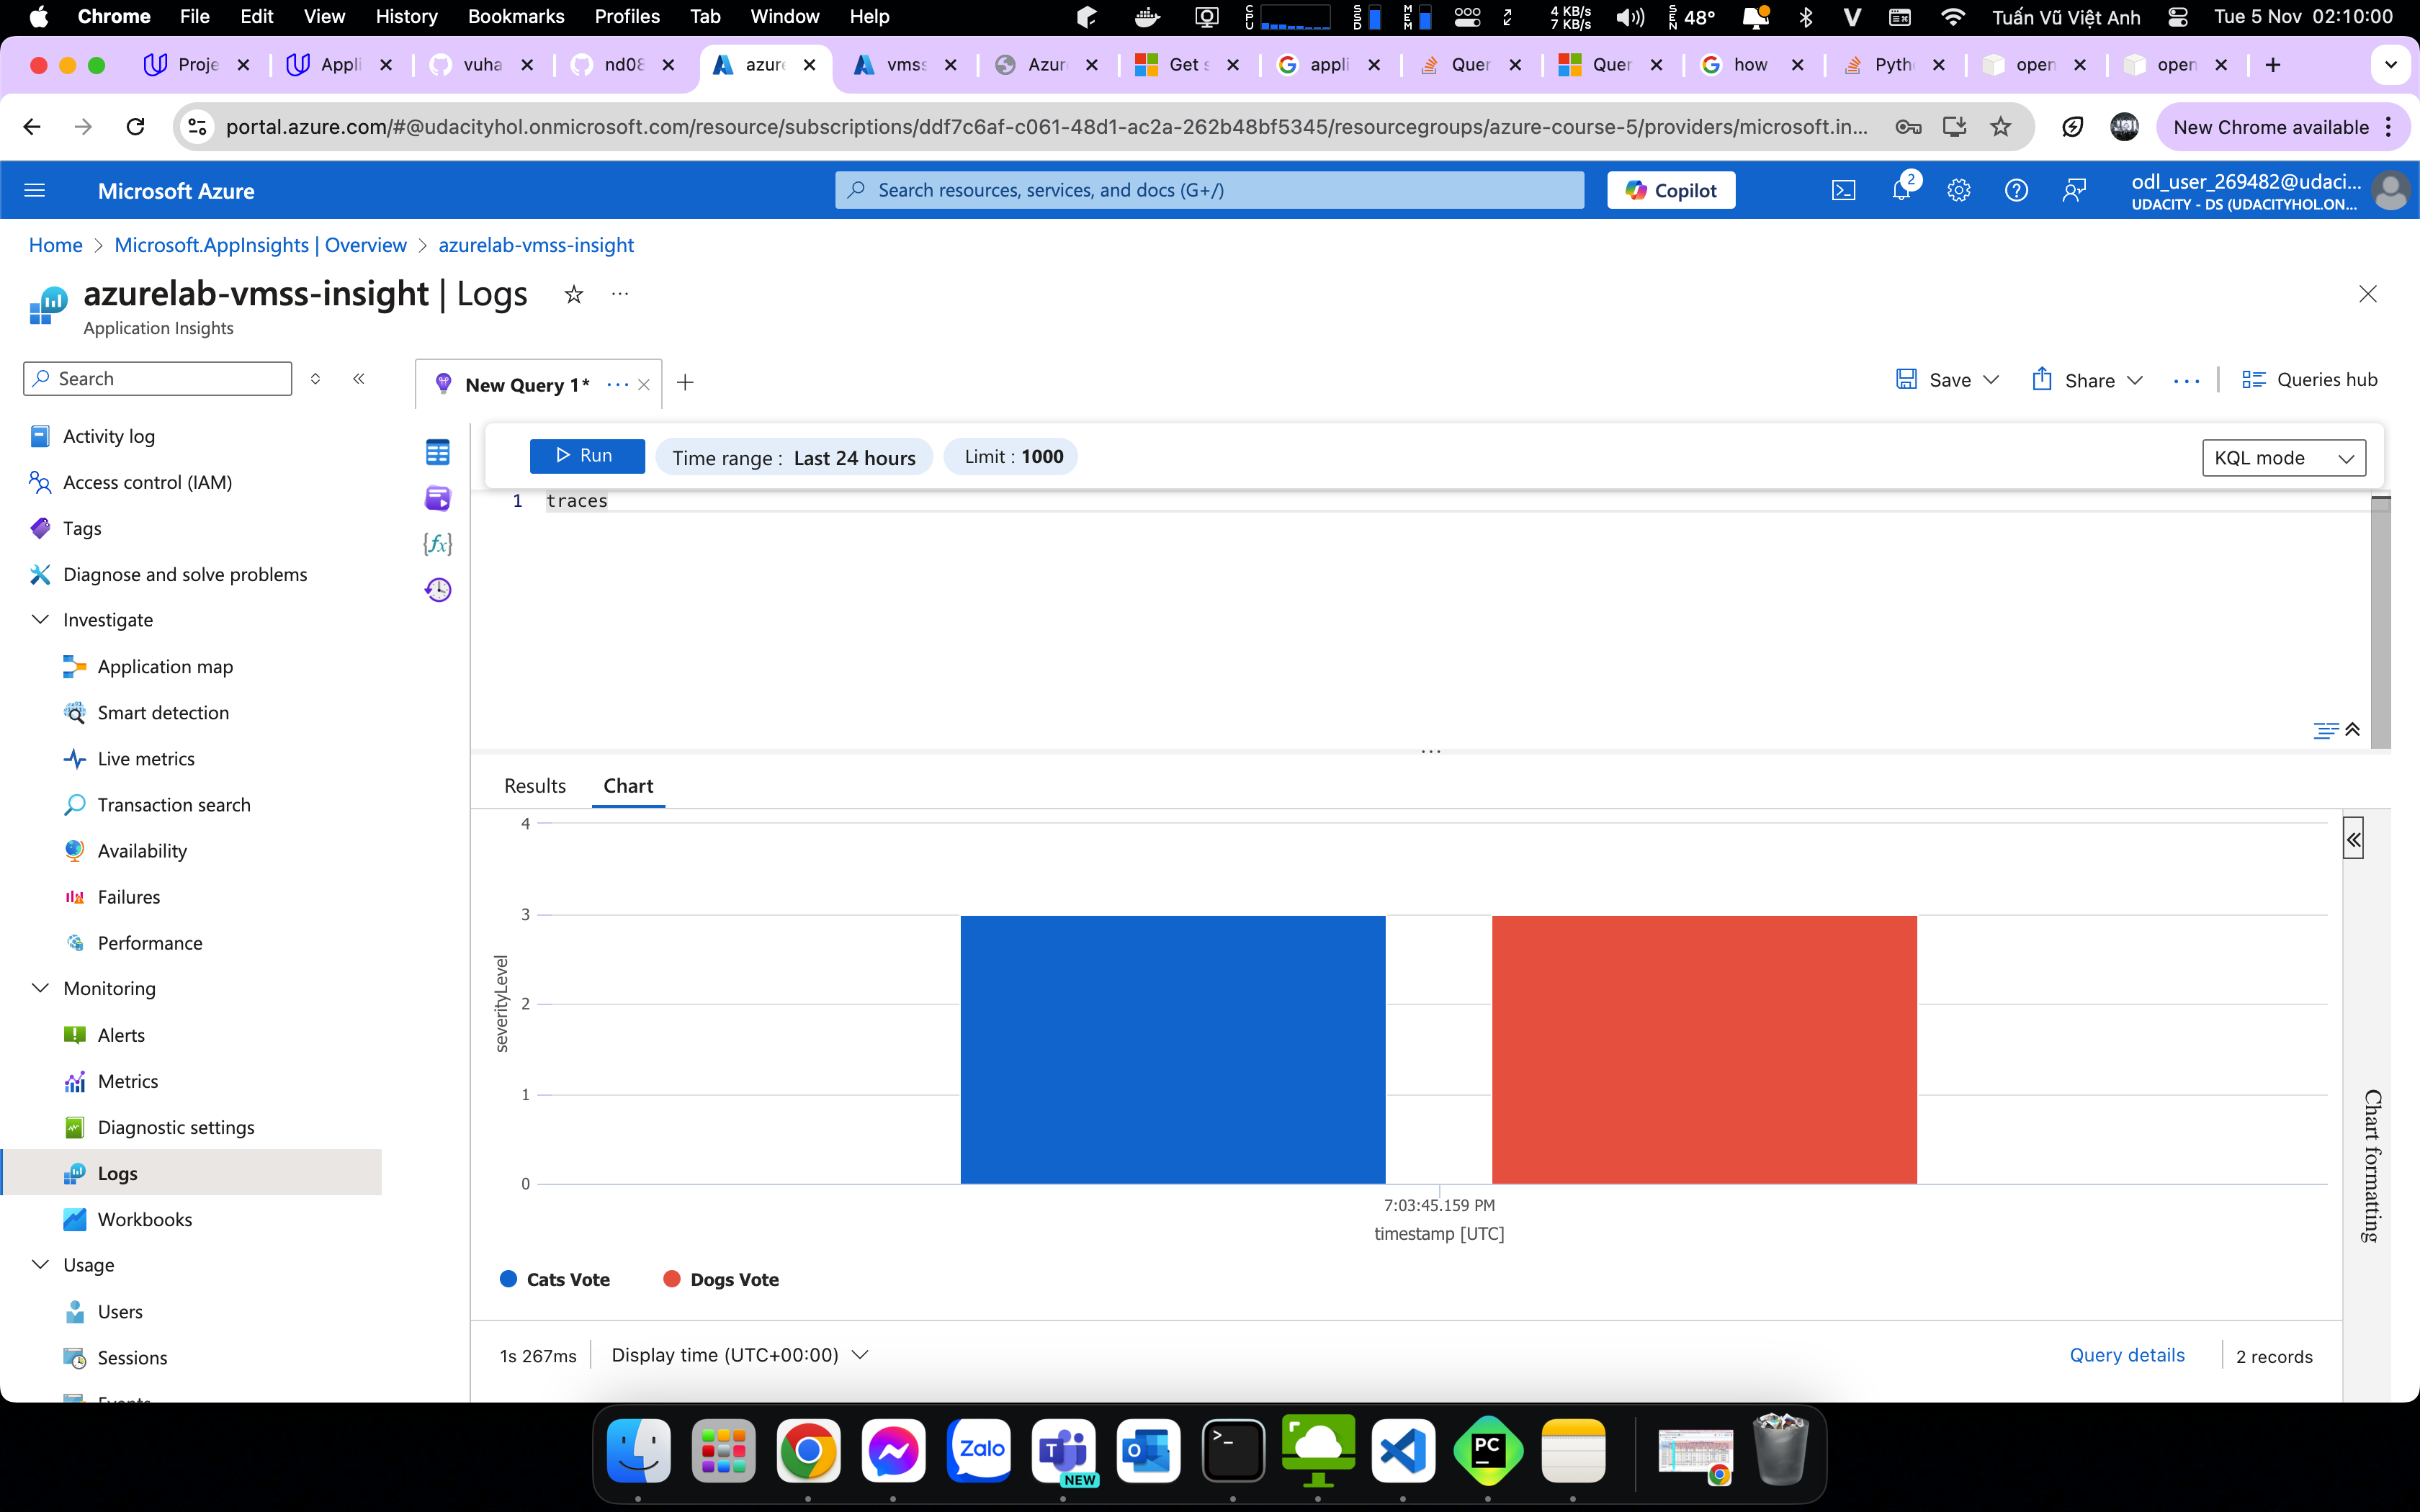 Chrome File Edit View History Bookmarks Profiles Tab Window Help CPU SSD MEM 4 KB/s 7 KB/s SEN 48° V Tuấn Vũ Việt Anh Tue 5 Nov 02:10:00
Proje Appli vuha nd08 azure vmss Azur Get s appli Quer Quer how Pyth open open
portal.azure.com/#@udacityhol.onmicrosoft.com/resource/subscriptions/ddf7c6af-c061-48d1-ac2a-262b48bf5345/resourcegroups/azure-course-5/providers/microsoft.in... New Chrome available
Microsoft Azure Search resources, services, and docs (G+/) Copilot 2 odl_user_269482@udaci...
UDACITY - DS (UDACITYHOL.ON...
Home > Microsoft.AppInsights | Overview > azurelab-vmss-insight
azurelab-vmss-insight | Logs
Application Insights
Search
New Query 1* Save Share Queries hub
Activity log
Access control (IAM)
Tags
Diagnose and solve problems
Investigate
Application map
Smart detection
Live metrics
Transaction search
Availability
Failures
Performance
Monitoring
Alerts
Metrics
Diagnostic settings
Logs
Workbooks
Usage
Users
Sessions
Events
{fx}
Run Time range : Last 24 hours Limit : 1000 KQL mode
1 traces
Results Chart
4
3
2
1
0
severityLevel
7:03:45.159 PM
timestamp [UTC]
Cats Vote Dogs Vote
Chart formatting
1s 267ms Display time (UTC+00:00) Query details 2 records
Zalo T NEW O >_ PC